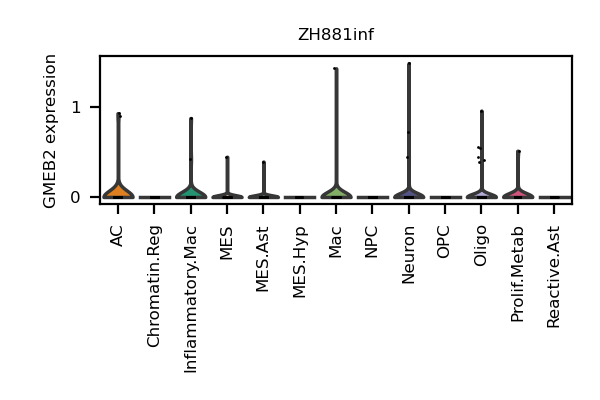 ZH881inf
GMEB2 expression
1
0
AC
Chromatin.Reg
Inflammatory.Mac
MES
MES.Ast
MES.Hyp
Mac
NPC
Neuron
OPC
Oligo
Prolif.Metab
Reactive.Ast